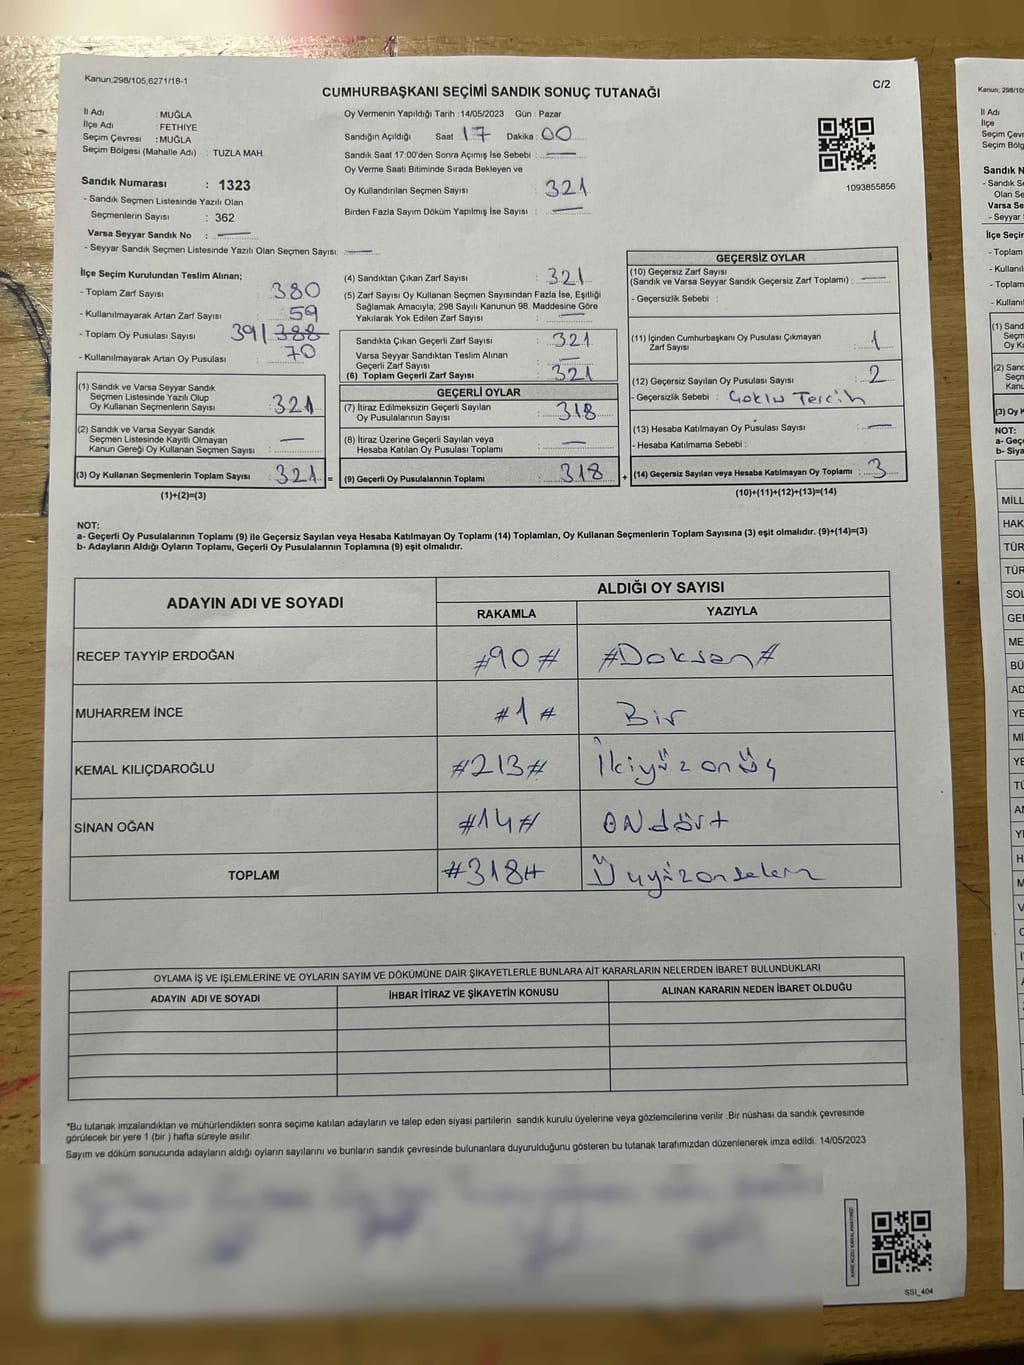 Kanun;298/105,6271/18-1
CUMHURBAŞKANI SEÇİMİ SANDIK SONUÇ TUTANAĞI
C/2
İl Adı : MUĞLA
İlçe Adı : FETHİYE
Seçim Çevresi : MUĞLA
Seçim Bölgesi (Mahalle Adı) : TUZLA MAH.
Sandık Numarası : 1323
- Sandık Seçmen Listesinde Yazılı Olan
Seçmenlerin Sayısı : 362
Varsa Seyyar Sandık No : —
- Seyyar Sandık Seçmen Listesinde Yazılı Olan Seçmen Sayısı: —
Oy Vermenin Yapıldığı Tarih : 14/05/2023 Gün : Pazar
Sandığın Açıldığı Saat : 17 Dakika : 00
Sandık Saat 17:00'den Sonra Açımış İse Sebebi : —
Oy Verme Saati Bitiminde Sırada Bekleyen ve
Oy Kullandırılan Seçmen Sayısı : 321
Birden Fazla Sayım Döküm Yapılmış İse Sayısı : —
1093855856
İlçe Seçim Kurulundan Teslim Alınan;
- Toplam Zarf Sayısı : 380
- Kullanılmayarak Artan Zarf Sayısı : 59
- Toplam Oy Pusulası Sayısı 391 388
- Kullanılmayarak Artan Oy Pusulası : 70
(1) Sandık ve Varsa Seyyar Sandık
Seçmen Listesinde Yazılı Olup
Oy Kullanan Seçmenlerin Sayısı : 321
(2) Sandık ve Varsa Seyyar Sandık
Seçmen Listesinde Kayıtlı Olmayan
Kanun Gereği Oy Kullanan Seçmen Sayısı : —
(3) Oy Kullanan Seçmenlerin Toplam Sayısı : 321 =
(1)+(2)=(3)
(4) Sandıktan Çıkan Zarf Sayısı : 321
(5) Zarf Sayısı Oy Kullanan Seçmen Sayısından Fazla İse, Eşitliği
Sağlamak Amacıyla; 298 Sayılı Kanunun 98. Maddesine Göre
Yakılarak Yok Edilen Zarf Sayısı : —
Sandıkta Çıkan Geçerli Zarf Sayısı : 321
Varsa Seyyar Sandıktan Teslim Alınan
Geçerli Zarf Sayısı : —
(6) Toplam Geçerli Zarf Sayısı : 321
GEÇERLİ OYLAR
(7) İtiraz Edilmeksizin Geçerli Sayılan
Oy Pusulalarının Sayısı : 318
(8) İtiraz Üzerine Geçerli Sayılan veya
Hesaba Katılan Oy Pusulası Toplamı : —
(9) Geçerli Oy Pusulalarının Toplamı : 318 +
GEÇERSİZ OYLAR
(10) Geçersiz Zarf Sayısı
(Sandık ve Varsa Seyyar Sandık Geçersiz Zarf Toplamı) : —
- Geçersizlik Sebebi :
(11) İçinden Cumhurbaşkanı Oy Pusulası Çıkmayan
Zarf Sayısı : 1
(12) Geçersiz Sayılan Oy Pusulası Sayısı : 2
- Geçersizlik Sebebi : Çoklu Tercih
(13) Hesaba Katılmayan Oy Pusulası Sayısı : —
- Hesaba Katılmama Sebebi :
(14) Geçersiz Sayılan veya Hesaba Katılmayan Oy Toplamı : 3
(10)+(11)+(12)+(13)=(14)
NOT:
a- Geçerli Oy Pusulalarının Toplamı (9) ile Geçersiz Sayılan veya Hesaba Katılmayan Oy Toplamı (14) Toplamları, Oy Kullanan Seçmenlerin Toplam Sayısına (3) eşit olmalıdır. (9)+(14)=(3)
b- Adayların Aldığı Oyların Toplamı, Geçerli Oy Pusulalarının Toplamına (9) eşit olmalıdır.
ADAYIN ADI VE SOYADI
ALDIĞI OY SAYISI
RAKAMLA YAZIYLA
RECEP TAYYİP ERDOĞAN #90# #Doksan#
MUHARREM İNCE #1# Bir
KEMAL KILIÇDAROĞLU #213# İkiyüzonüç
SİNAN OĞAN #14# ONdört
TOPLAM #318# Üçyüzonsekiz
OYLAMA İŞ VE İŞLEMLERİNE VE OYLARIN SAYIM VE DÖKÜMÜNE DAİR ŞİKAYETLERLE BUNLARA AİT KARARLARIN NELERDEN İBARET BULUNDUKLARI
ADAYIN ADI VE SOYADI İHBAR İTİRAZ VE ŞİKAYETİN KONUSU ALINAN KARARIN NEDEN İBARET OLDUĞU
*Bu tutanak imzalandıktan ve mühürlendikten sonra seçime katılan adayların ve talep eden siyasi partilerin sandık kurulu üyelerine veya gözlemcilerine verilir .Bir nüshası da sandık çevresinde
görülecek bir yere 1 (bir ) hafta süreyle asılır.
Sayım ve döküm sonucunda adayların aldığı oyların sayılarını ve bunların sandık çevresinde bulunanlara duyurulduğunu gösteren bu tutanak tarafımızdan düzenlenerek imza edildi. 14/05/2023
SSI_404